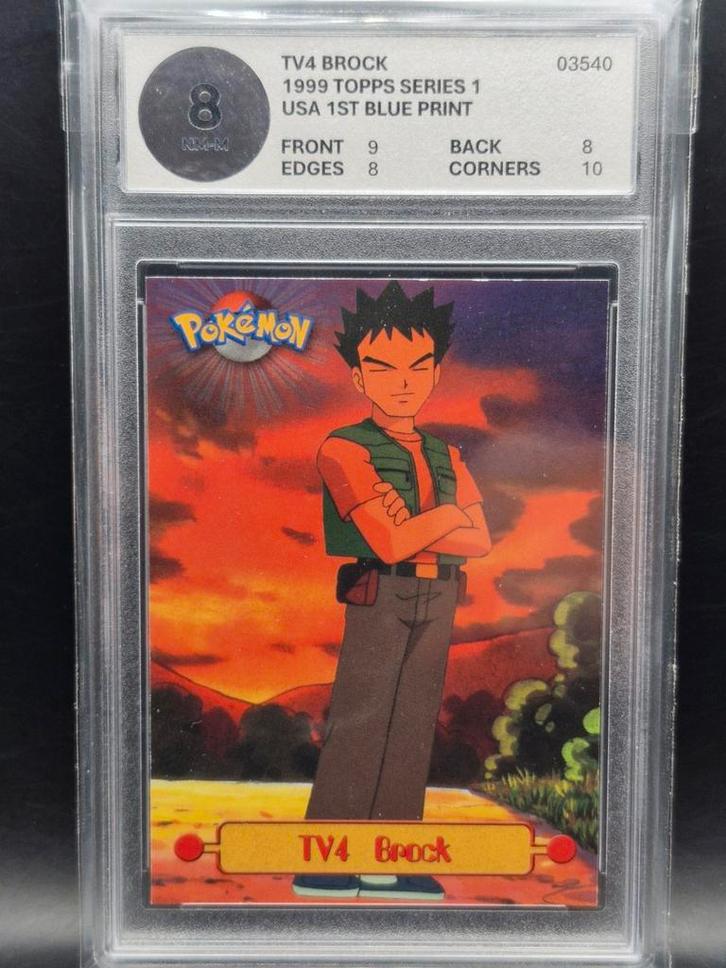 8
NM-M
TV4 BROCK
03540
1999 TOPPS SERIES 1
USA 1ST BLUE PRINT
FRONT 9 BACK 8
EDGES 8 CORNERS 10
POKéMON
TV4 Brock